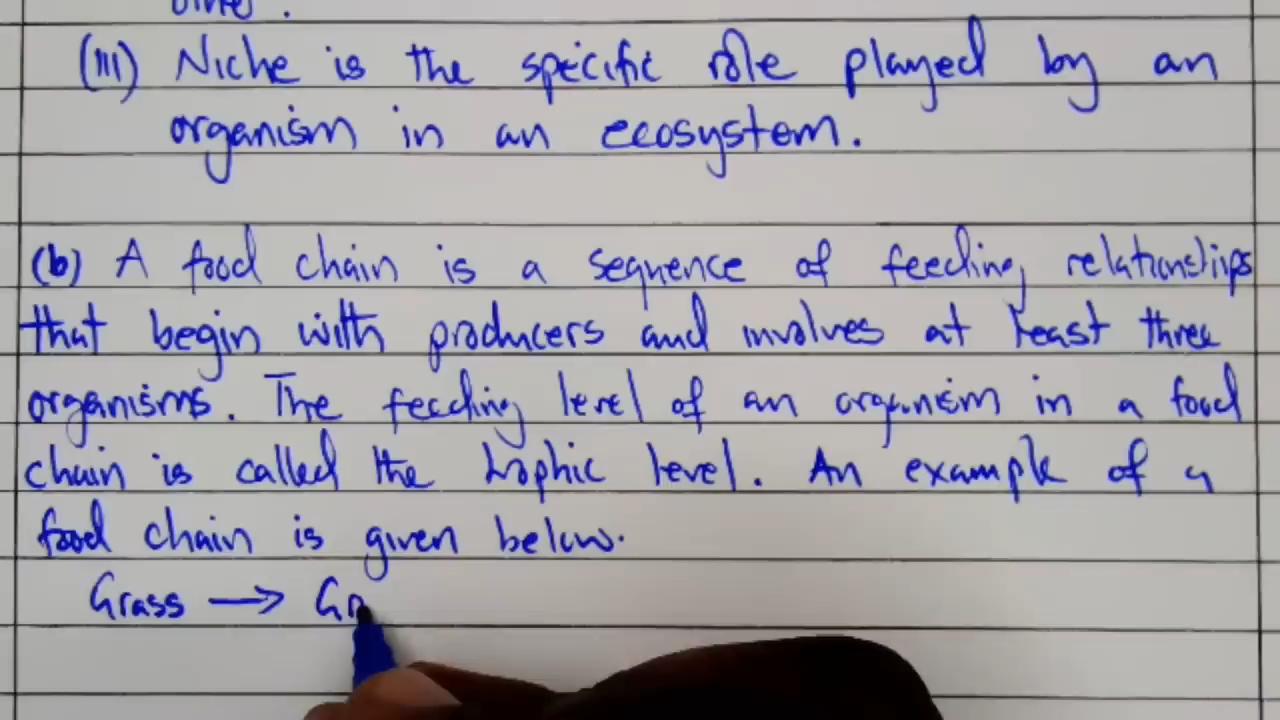 (III) Niche is the specific role played by an
organism in an ecosystem.
(b) A food chain is a sequence of feeding relationships
that begin with producers and involves at least three
organisms. The feeding level of an organism in a food
chain is called the trophic level. An example of a
food chain is given below.
Grass → Gr